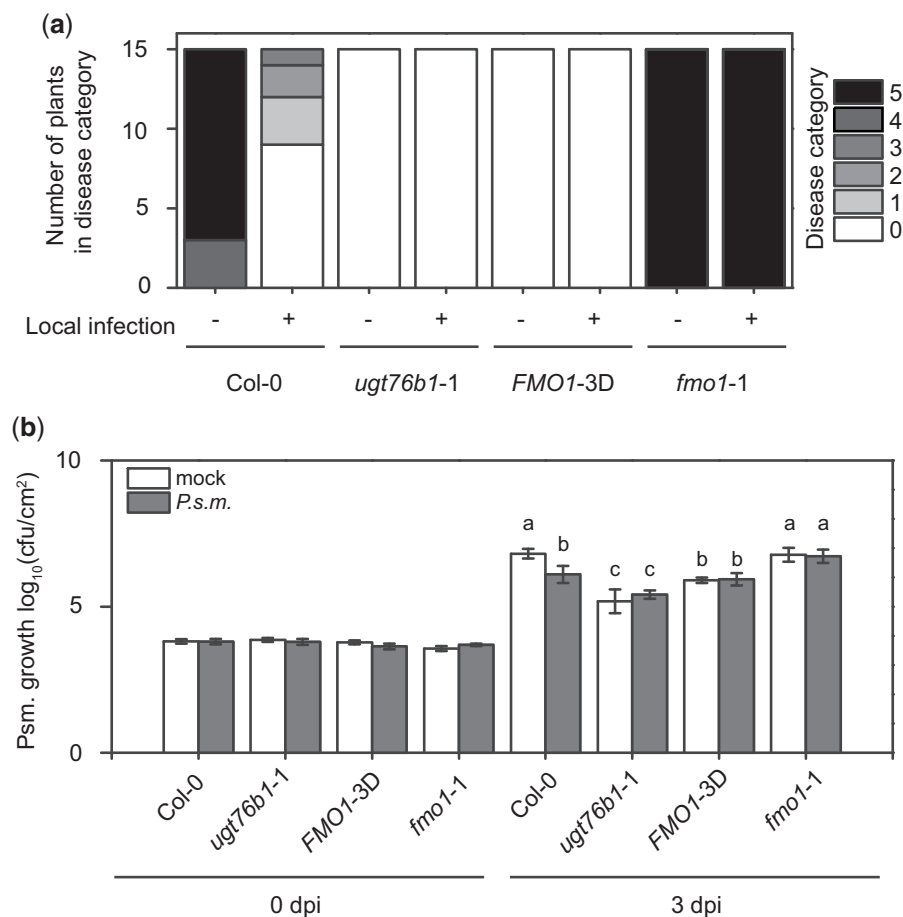 (a)
Number of plants
in disease category
15
10
5
0
Disease category
5
4
3
2
1
0
Local infection - + - + - + - +
Col-0 ugt76b1-1 FMO1-3D fmo1-1
(b)
Psm. growth log10(cfu/cm²)
10
5
0
mock
P.s.m.
a b c c b b a a
Col-0 ugt76b1-1 FMO1-3D fmo1-1 Col-0 ugt76b1-1 FMO1-3D fmo1-1
0 dpi 3 dpi